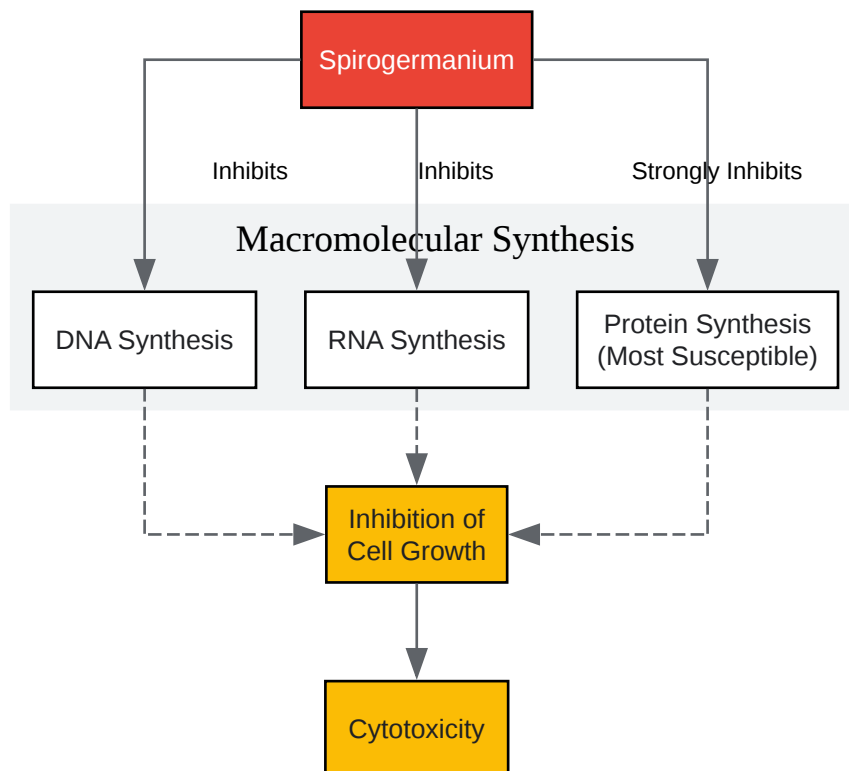 Spirogermanium
Inhibits
Inhibits
Strongly Inhibits
Macromolecular Synthesis
DNA Synthesis
RNA Synthesis
Protein Synthesis
(Most Susceptible)
Inhibition of
Cell Growth
Cytotoxicity